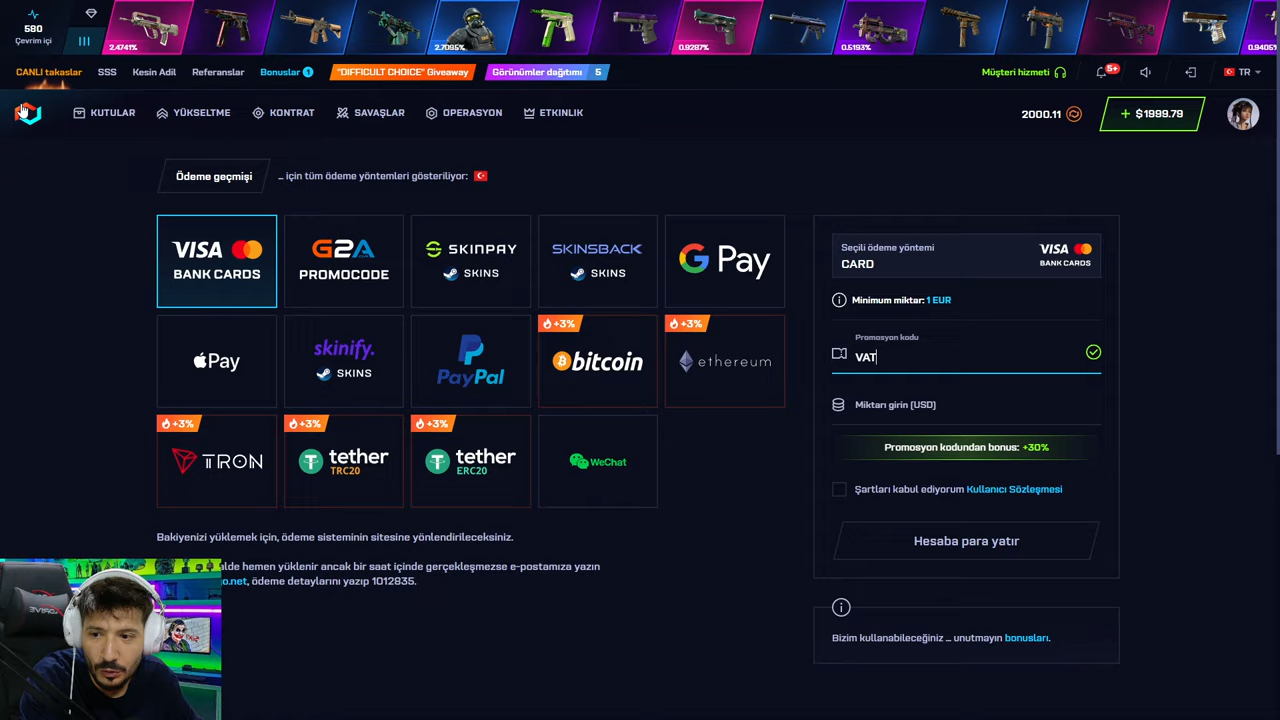 580
Çevrim içi
2.4741%
2.7095%
0.9287%
0.5193%
CANLI takaslar
SSS
Kesin Adil
Referanslar
Bonuslar 1
"DIFFICULT CHOICE" Giveaway
Görünümler dağıtımı 5
Müşteri hizmeti
5+
TR
KUTULAR
YÜKSELTME
KONTRAT
SAVAŞLAR
OPERASYON
ETKINLIK
2000.11
+ $1999.79
Ödeme geçmişi
... için tüm ödeme yöntemleri gösteriliyor:
VISA
BANK CARDS
G2A
PROMOCODE
SKINPAY
SKINS
SKINSBACK
SKINS
G Pay
Pay
skinify.
SKINS
PayPal
+3%
bitcoin
+3%
ethereum
+3%
TRON
+3%
tether
TRC20
+3%
tether
ERC20
WeChat
Seçili ödeme yöntemi
CARD
VISA
BANK CARDS
Minimum miktar: 1 EUR
Promosyon kodu
VAT
Miktarı girin (USD)
Promosyon kodundan bonus: +30%
Şartları kabul ediyorum Kullanıcı Sözleşmesi
Hesaba para yatır
Bizim kullanabileceğiniz ... unutmayın bonusları.
Bakiyenizi yüklemek için, ödeme sisteminin sitesine yönlendirileceksiniz.
lde hemen yüklenir ancak bir saat içinde gerçekleşmezse e-postamıza yazın
o.net, ödeme detaylarını yazıp 1012835.